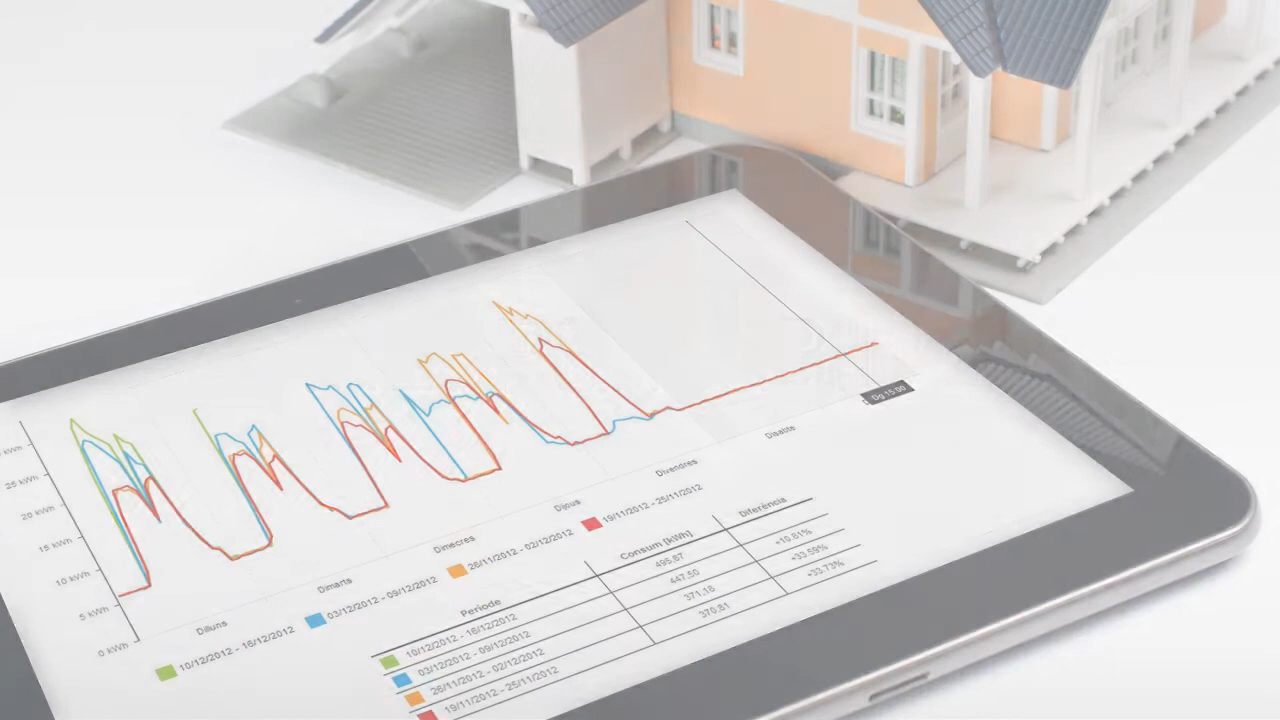 kWh
25 kWh
20 kWh
15 kWh
10 kWh
5 kWh
0 kWh
Dilluns
Dimarts
Dimecres
Dijous
Divendres
Dissabte
Dg 15:00
10/12/2012 - 16/12/2012
03/12/2012 - 09/12/2012
26/11/2012 - 02/12/2012
19/11/2012 - 25/11/2012
Període Consum [kWh] Diferència
10/12/2012 - 16/12/2012 495,87
03/12/2012 - 09/12/2012 447,50 +10.81%
26/11/2012 - 02/12/2012 371,18 +33.59%
19/11/2012 - 25/11/2012 370,81 +33.73%